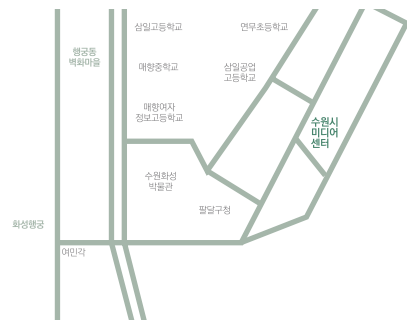 삼일고등학교
연무초등학교
행궁동
벽화마을
매향중학교
삼일공업
고등학교
매향여자
정보고등학교
수원시
미디어
센터
수원화성
박물관
팔달구청
화성행궁
여민각